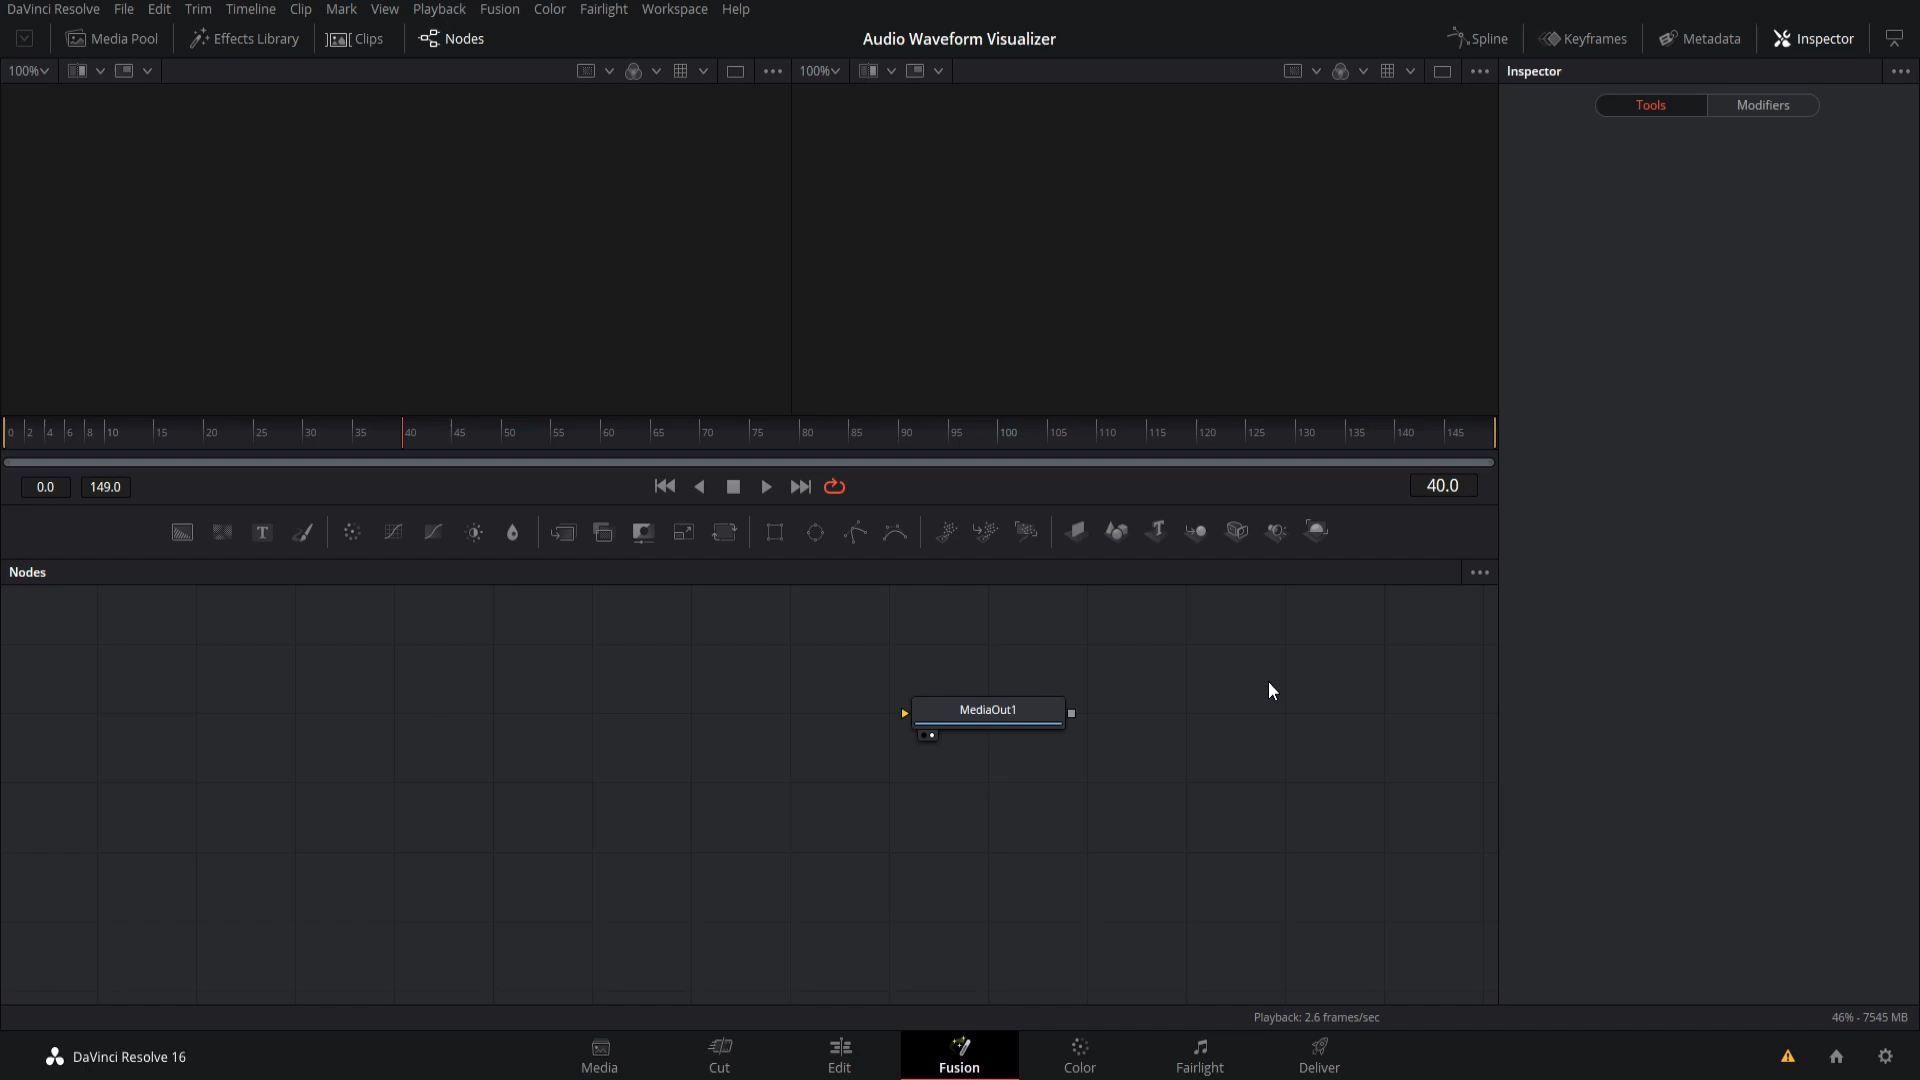 DaVinci Resolve File Edit Trim Timeline Clip Mark View Playback Fusion Color Fairlight Workspace Help
Media Pool Effects Library Clips Nodes Audio Waveform Visualizer Spline Keyframes Metadata Inspector
100% 100% Inspector
Tools Modifiers
0 2 4 6 8 10 15 20 25 30 35 40 45 50 55 60 65 70 75 80 85 90 95 100 105 110 115 120 125 130 135 140 145
0.0 149.0 40.0
T T
Nodes
MediaOut1
Playback: 2.6 frames/sec 46% - 7545 MB
DaVinci Resolve 16 Media Cut Edit Fusion Color Fairlight Deliver